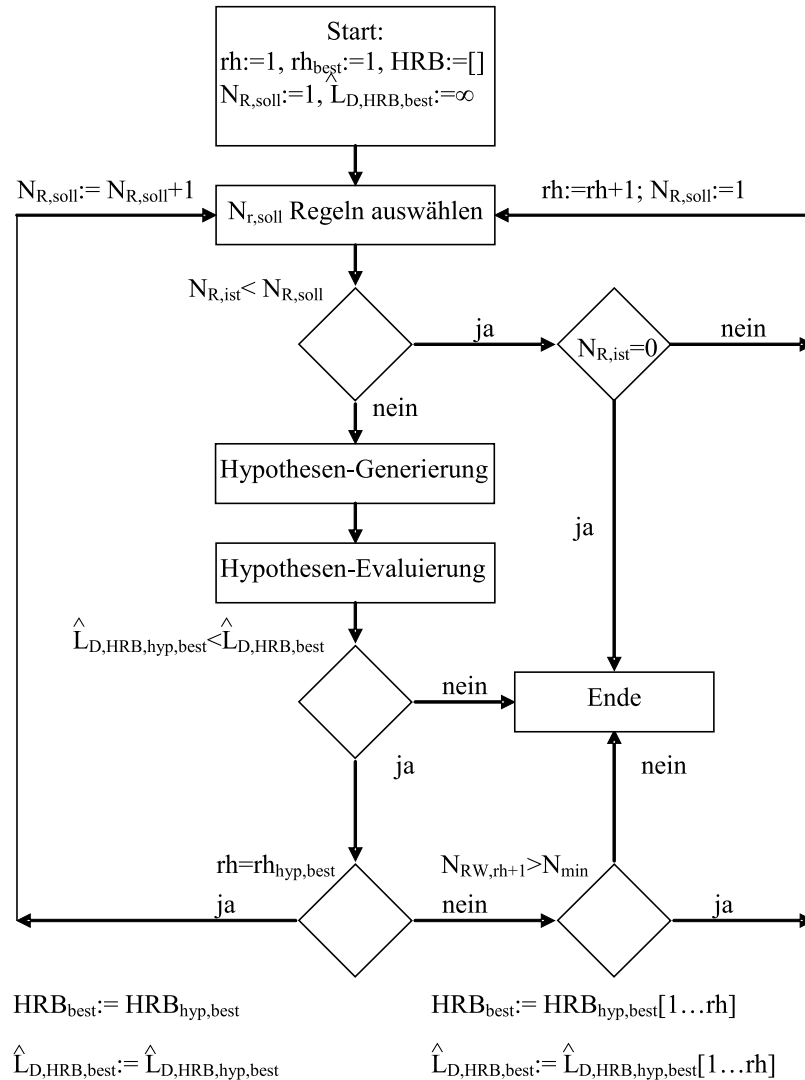 Start:
rh:=1, rh_best:=1, HRB:=[]
N_R,soll:=1, L̂_D,HRB,best:=∞
N_R,soll:= N_R,soll+1
rh:=rh+1; N_R,soll:=1
N_r,soll Regeln auswählen
N_R,ist< N_R,soll
ja
N_R,ist=0
nein
nein
Hypothesen-Generierung
ja
Hypothesen-Evaluierung
L̂_D,HRB,hyp,best<L̂_D,HRB,best
nein
Ende
ja
nein
rh=rh_hyp,best
N_RW,rh+1>N_min
ja
nein
ja
HRB_best:= HRB_hyp,best
HRB_best:= HRB_hyp,best[1…rh]
L̂_D,HRB,best:= L̂_D,HRB,hyp,best
L̂_D,HRB,best:= L̂_D,HRB,hyp,best[1…rh]